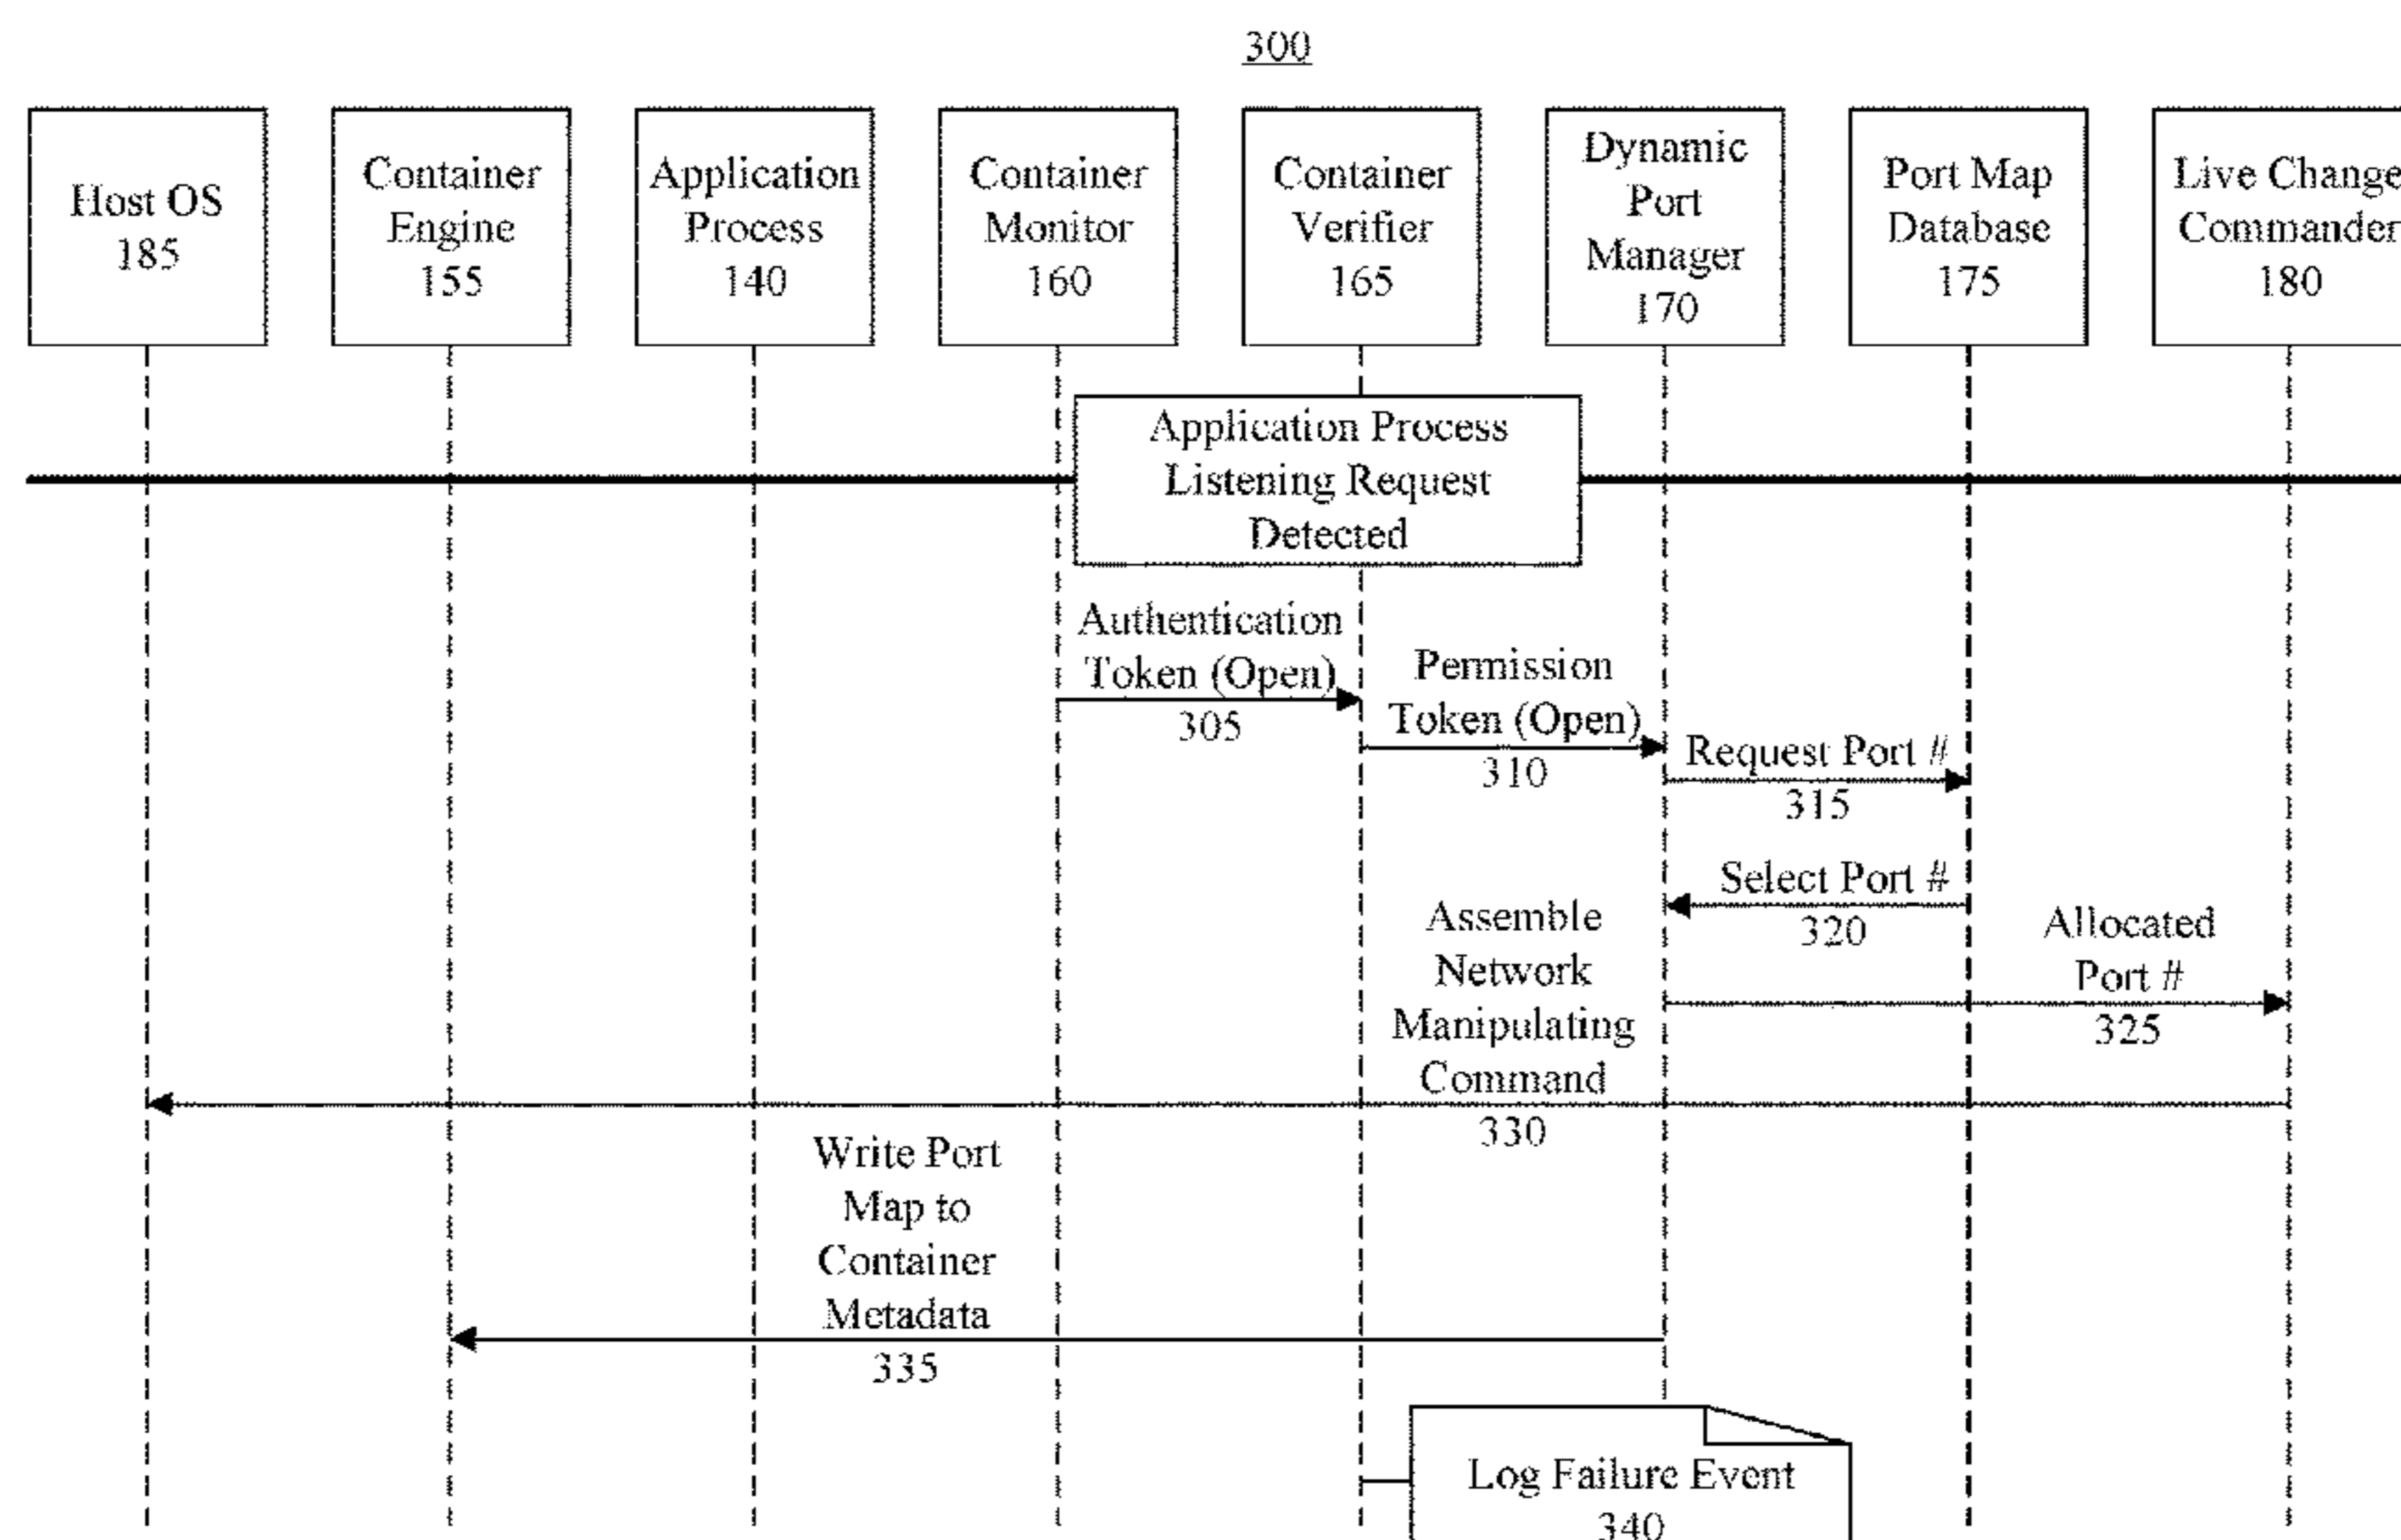 300
Host OS
185
Container
Engine
155
Application
Process
140
Container
Monitor
160
Container
Verifier
165
Dynamic
Port
Manager
170
Port Map
Database
175
Live Change
Commander
180
Application Process
Listening Request
Detected
Authentication
Token (Open)
305
Permission
Token (Open)
310
Request Port #
315
Select Port #
320
Allocated
Port #
325
Assemble
Network
Manipulating
Command
330
Write Port
Map to
Container
Metadata
335
Log Failure Event
340